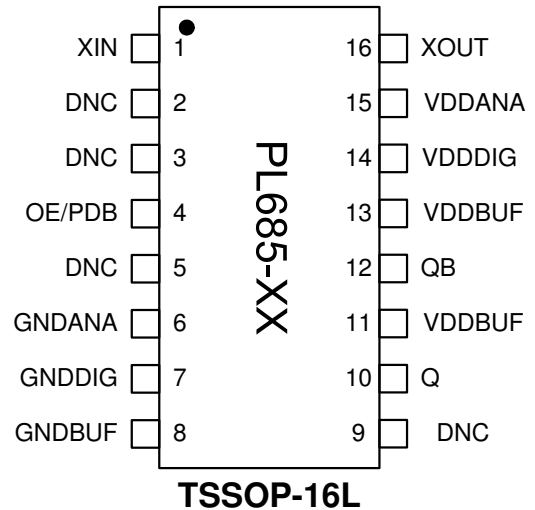 XIN 1 16 XOUT
DNC 2 15 VDDANA
DNC 3 14 VDDDIG
OE/PDB 4 13 VDDBUF
DNC 5 12 QB
GNDANA 6 11 VDDBUF
GNDDIG 7 10 Q
GNDBUF 8 9 DNC
PL685-XX
TSSOP-16L